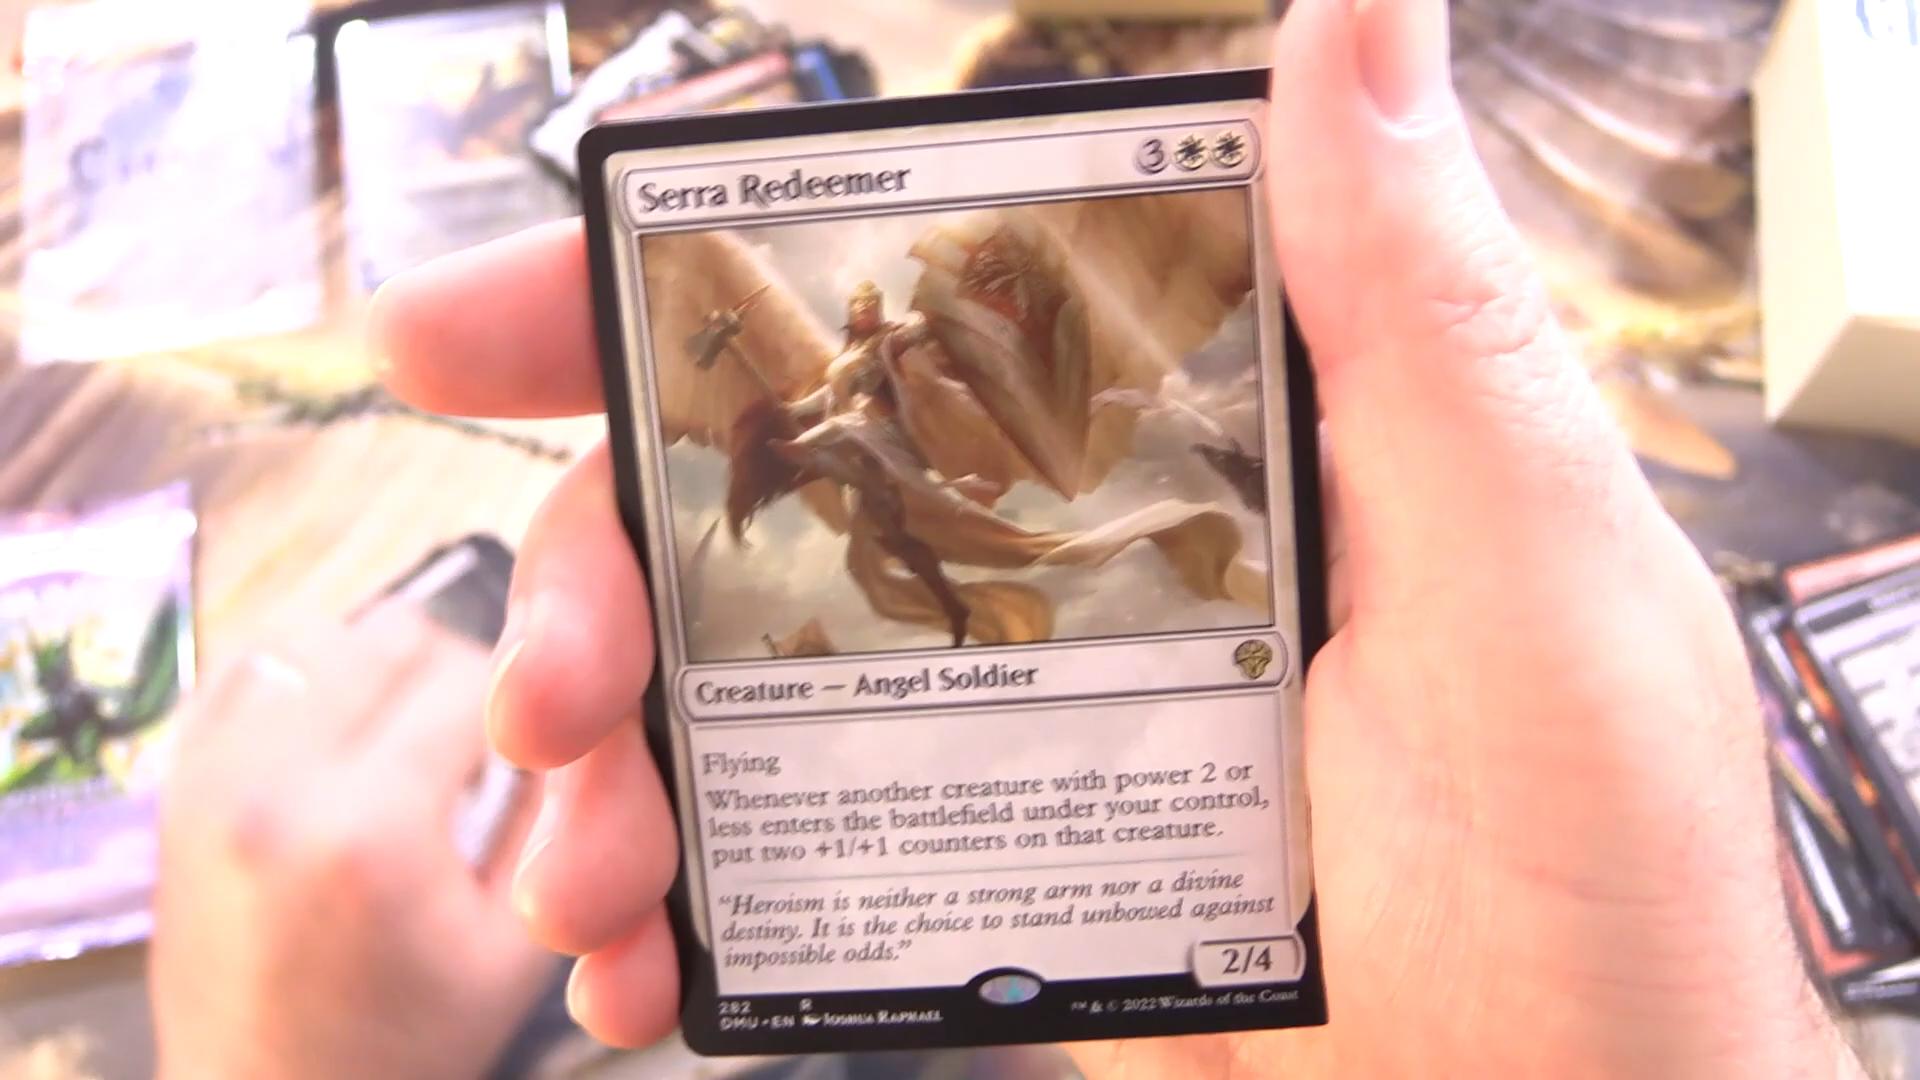 Serra Redeemer
3
Creature — Angel Soldier
Flying
Whenever another creature with power 2 or
less enters the battlefield under your control,
put two +1/+1 counters on that creature.
“Heroism is neither a strong arm nor a divine
destiny. It is the choice to stand unbowed against
impossible odds.”
2/4
282 R
DMU • EN Joshua Raphael
™ & © 2022 Wizards of the Coast